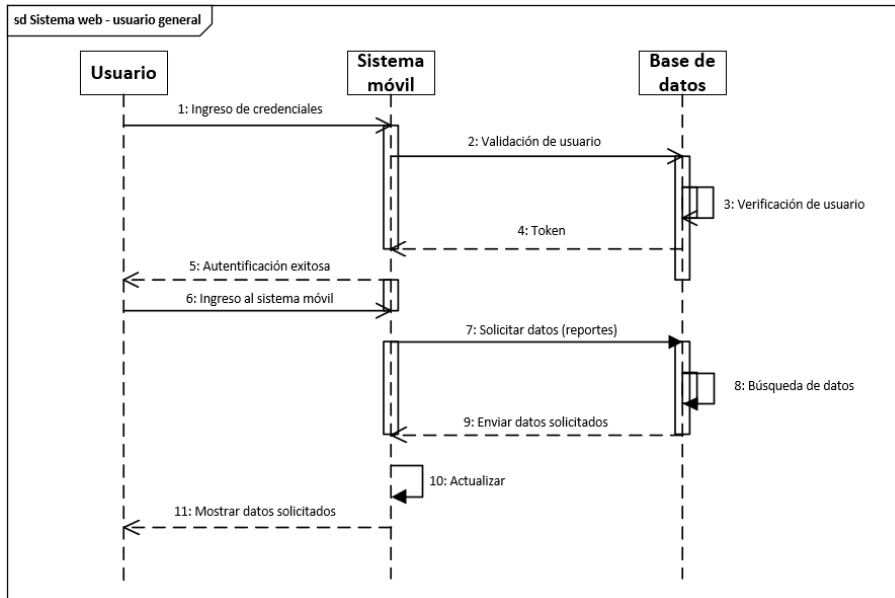 sd Sistema web - usuario general
Usuario
Sistema
móvil
Base de
datos
1: Ingreso de credenciales
2: Validación de usuario
3: Verificación de usuario
4: Token
5: Autentificación exitosa
6: Ingreso al sistema móvil
7: Solicitar datos (reportes)
8: Búsqueda de datos
9: Enviar datos solicitados
10: Actualizar
11: Mostrar datos solicitados